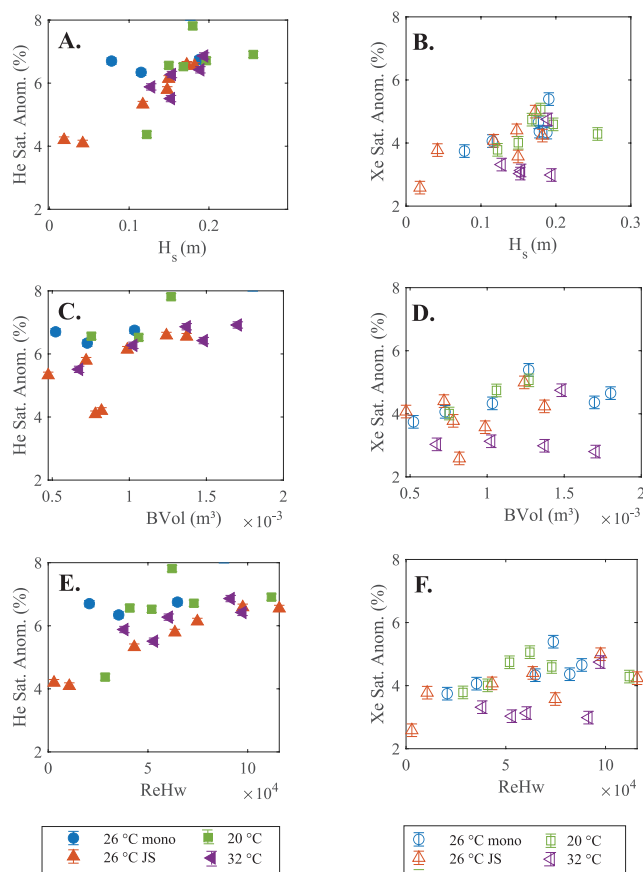 A.
He Sat. Anom. (%)
8
6
4
2
0
0.1
0.2
H_s (m)
B.
Xe Sat. Anom. (%)
8
6
4
2
0
0.1
0.2
0.3
H_s (m)
C.
He Sat. Anom. (%)
8
6
4
2
0.5
1
1.5
2
BVol (m³)
×10⁻³
D.
Xe Sat. Anom. (%)
8
6
4
2
0.5
1
1.5
2
BVol (m³)
×10⁻³
E.
He Sat. Anom. (%)
8
6
4
2
0
5
10
ReHw
×10⁴
F.
Xe Sat. Anom. (%)
8
6
4
2
0
5
10
ReHw
×10⁴
26 °C mono
20 °C
26 °C JS
32 °C
26 °C mono
20 °C
26 °C JS
32 °C